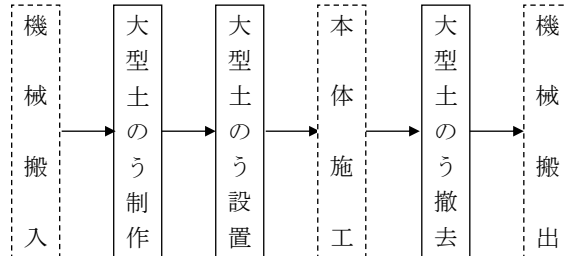 機械搬入
大型土のう制作
大型土のう設置
本体施工
大型土のう撤去
機械搬出